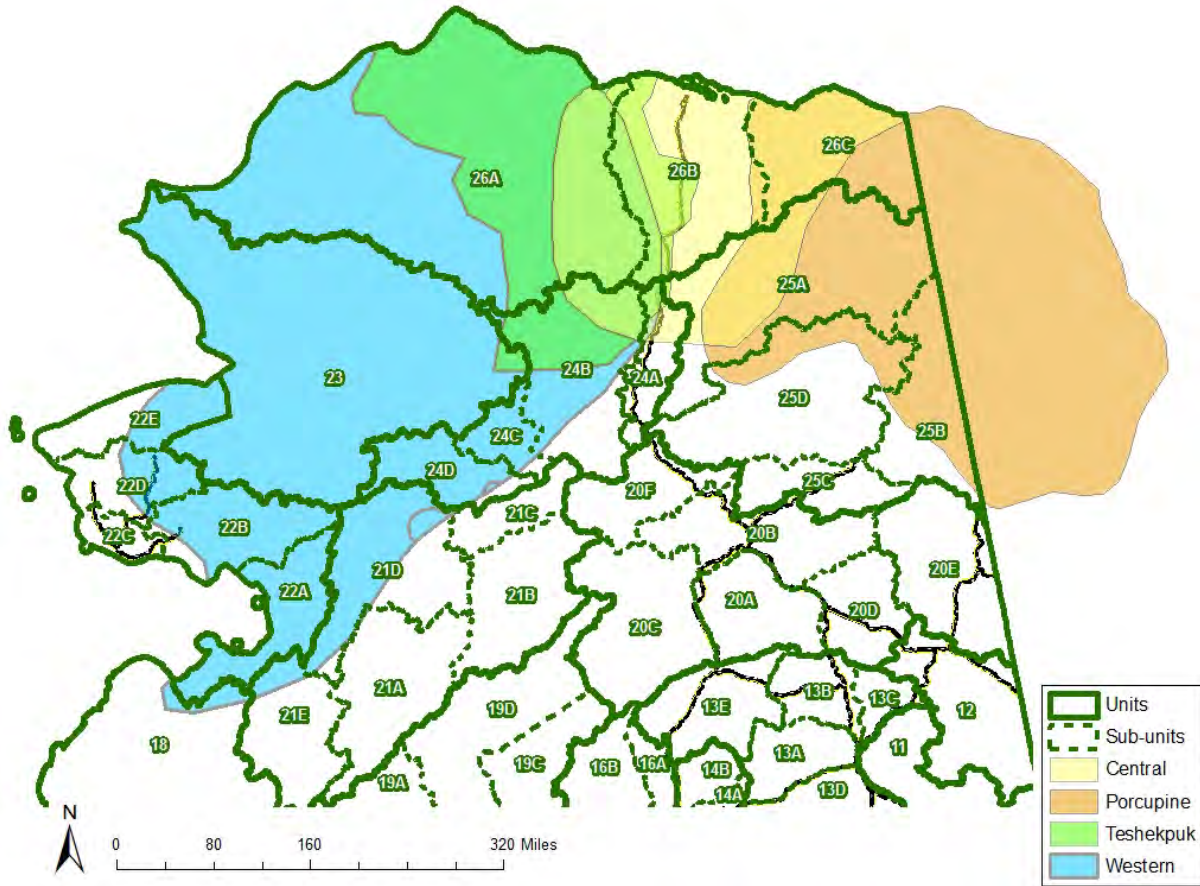 26C
26B
26A
25A
23
24B
24A
25D
22E
25B
24C
24D
22D
20F
25C
21C
22B
22C
20B
21D
20E
22A
21B
20A
20D
20C
21A
13B
13C
13E
19D
12
21E
18
11
13A
19C
16B
16A
14B
19A
13D
14A
N
0 80 160 320 Miles
Units
Sub-units
Central
Porcupine
Teshekpuk
Western